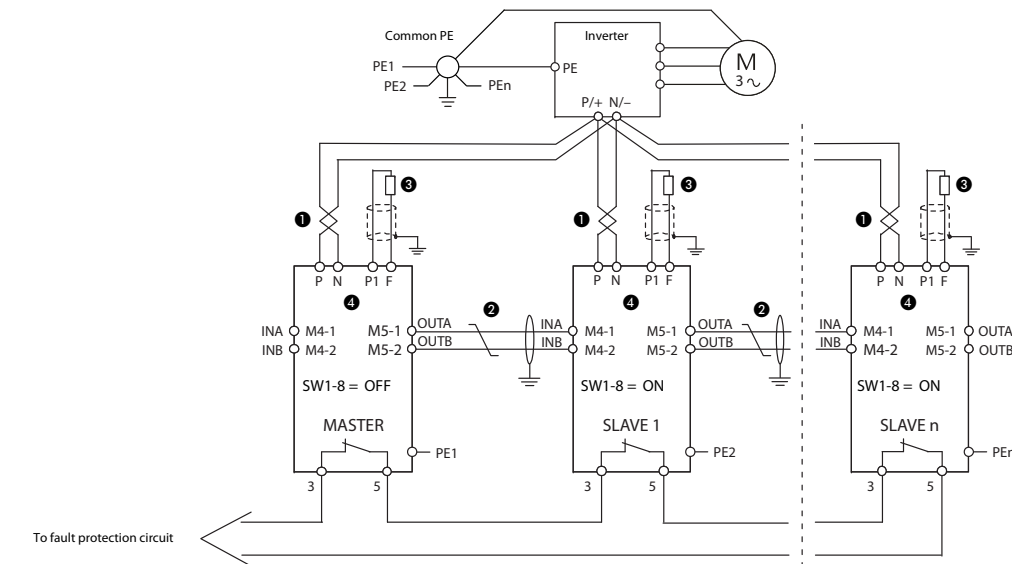 Common PE
Inverter
PE1
PE
M
PE2
PEn
3 ∿
P/+ N/−
❸ ❸ ❸
❶ ❶ ❶
P N P1 F P N P1 F P N P1 F
❹ ❹ ❹
❷ ❷
INA M4-1 M5-1 OUTA INA M4-1 M5-1 OUTA INA M4-1 M5-1 OUTA
INB M4-2 M5-2 OUTB INB M4-2 M5-2 OUTB INB M4-2 M5-2 OUTB
SW1-8 = OFF SW1-8 = ON SW1-8 = ON
MASTER SLAVE 1 SLAVE n
PE1 PE2 PEn
3 5 3 5 3 5
To fault protection circuit